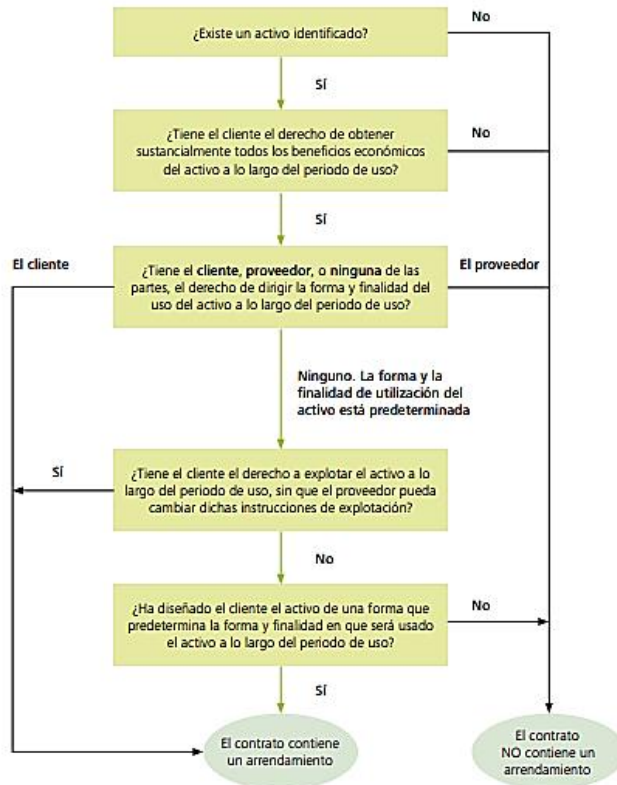 ¿Existe un activo identificado?
No
Sí
¿Tiene el cliente el derecho de obtener
sustancialmente todos los beneficios económicos
del activo a lo largo del periodo de uso?
No
Sí
El cliente
¿Tiene el cliente, proveedor, o ninguna de las
partes, el derecho de dirigir la forma y finalidad del
uso del activo a lo largo del periodo de uso?
El proveedor
Ninguno. La forma y la
finalidad de utilización del
activo está predeterminada
Sí
¿Tiene el cliente el derecho a explotar el activo a lo
largo del periodo de uso, sin que el proveedor pueda
cambiar dichas instrucciones de explotación?
No
¿Ha diseñado el cliente el activo de una forma que
predetermina la forma y finalidad en que será usado
el activo a lo largo del periodo de uso?
No
Sí
El contrato contiene
un arrendamiento
El contrato
NO contiene un
arrendamiento